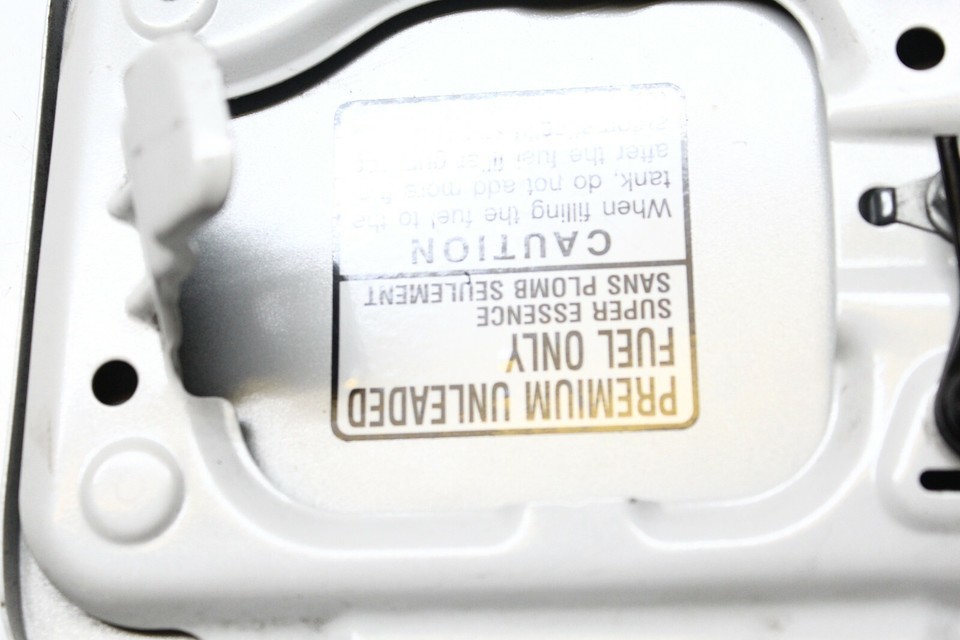 PREMIUM UNLEADED
FUEL ONLY
SUPER ESSENCE
SANS PLOMB SEULEMENT
CAUTION
When filling the fuel to the
tank, do not add more
after the fuel filler
automatically